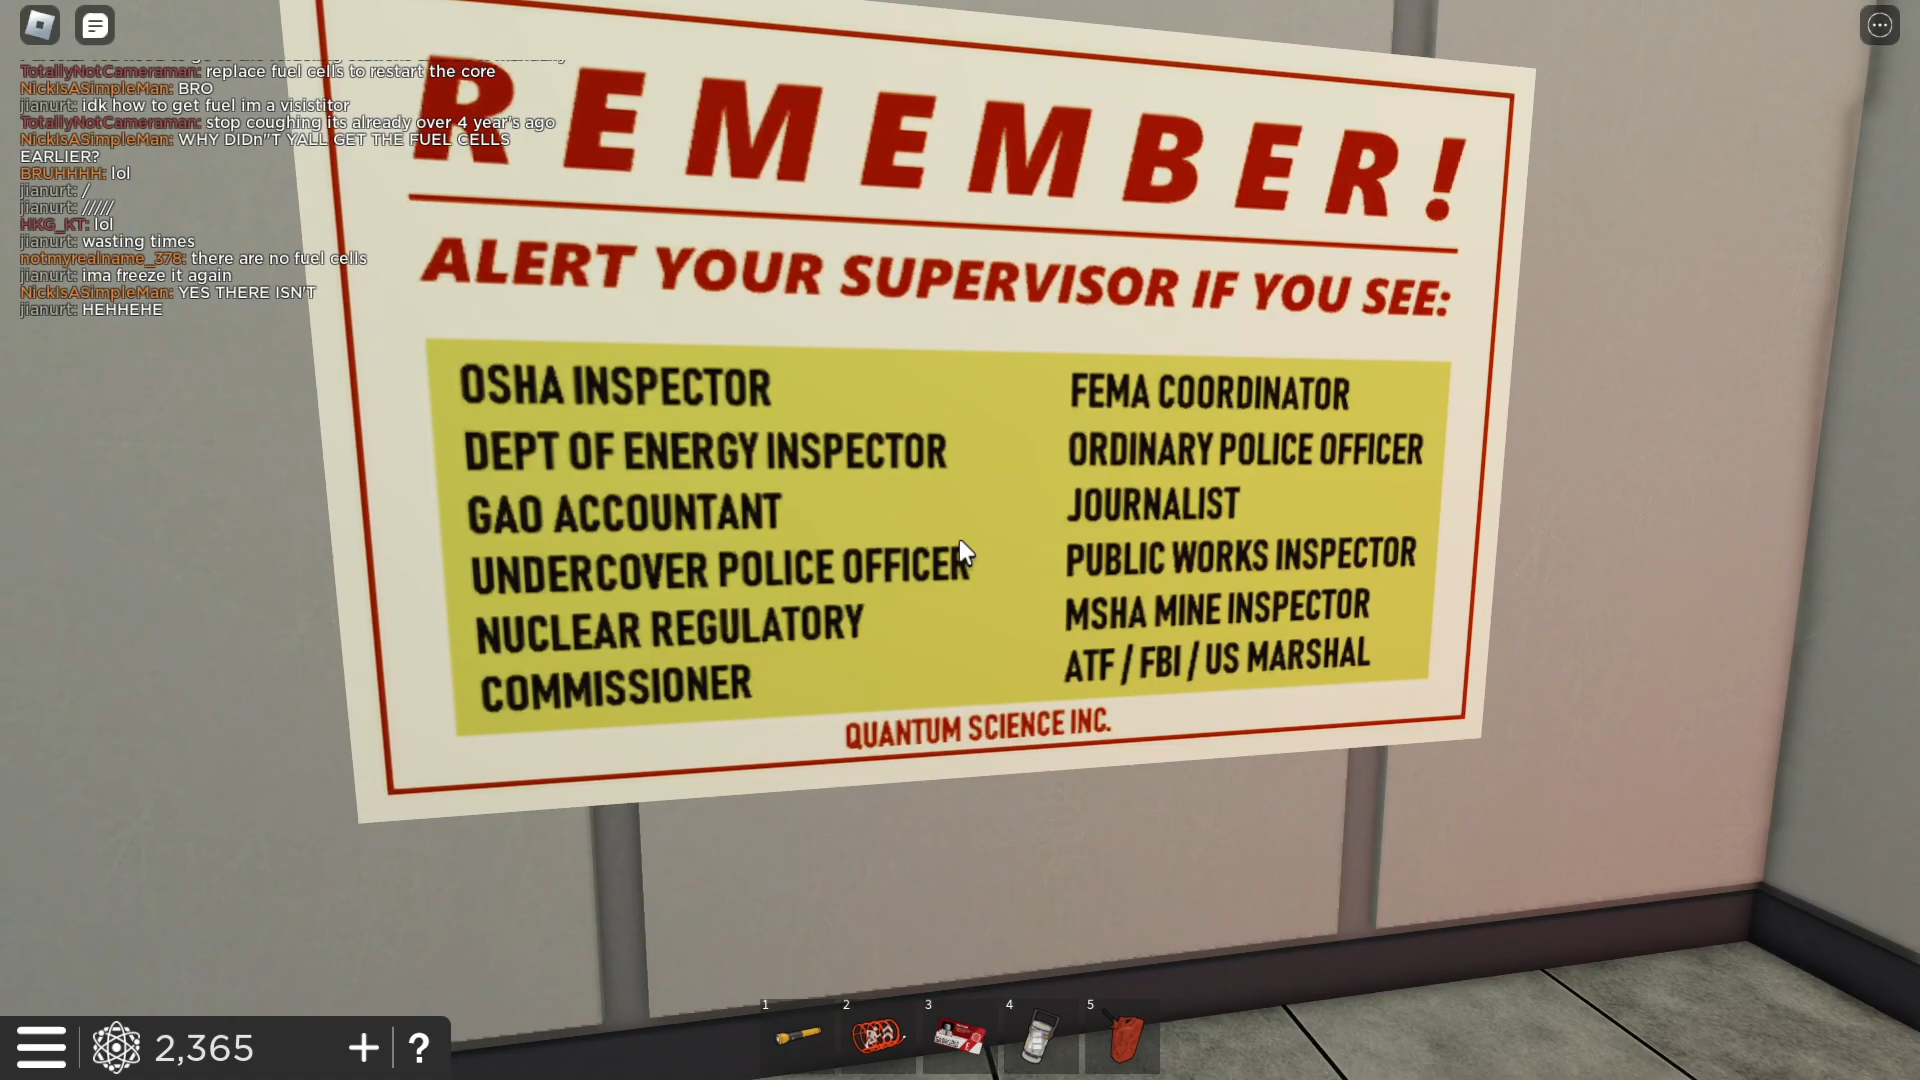 TotallyNotCameraman: replace fuel cells to restart the core
NickIsASimpleMan: BRO
jianurt: idk how to get fuel im a visistitor
TotallyNotCameraman: stop coughing its already over 4 year's ago
NickIsASimpleMan: WHY DIDn"T YALL GET THE FUEL CELLS
EARLIER?
BRUHHHH: lol
jianurt: /
jianurt: /////
HKG_KT: lol
jianurt: wasting times
notmyrealname_378: there are no fuel cells
jianurt: ima freeze it again
NickIsASimpleMan: YES THERE ISN'T
jianurt: HEHHEHE
REMEMBER!
ALERT YOUR SUPERVISOR IF YOU SEE:
OSHA INSPECTOR
DEPT OF ENERGY INSPECTOR
GAO ACCOUNTANT
UNDERCOVER POLICE OFFICER
NUCLEAR REGULATORY
COMMISSIONER
FEMA COORDINATOR
ORDINARY POLICE OFFICER
JOURNALIST
PUBLIC WORKS INSPECTOR
MSHA MINE INSPECTOR
ATF / FBI / US MARSHAL
QUANTUM SCIENCE INC.
1 2 3 4 5
2,365 + ?